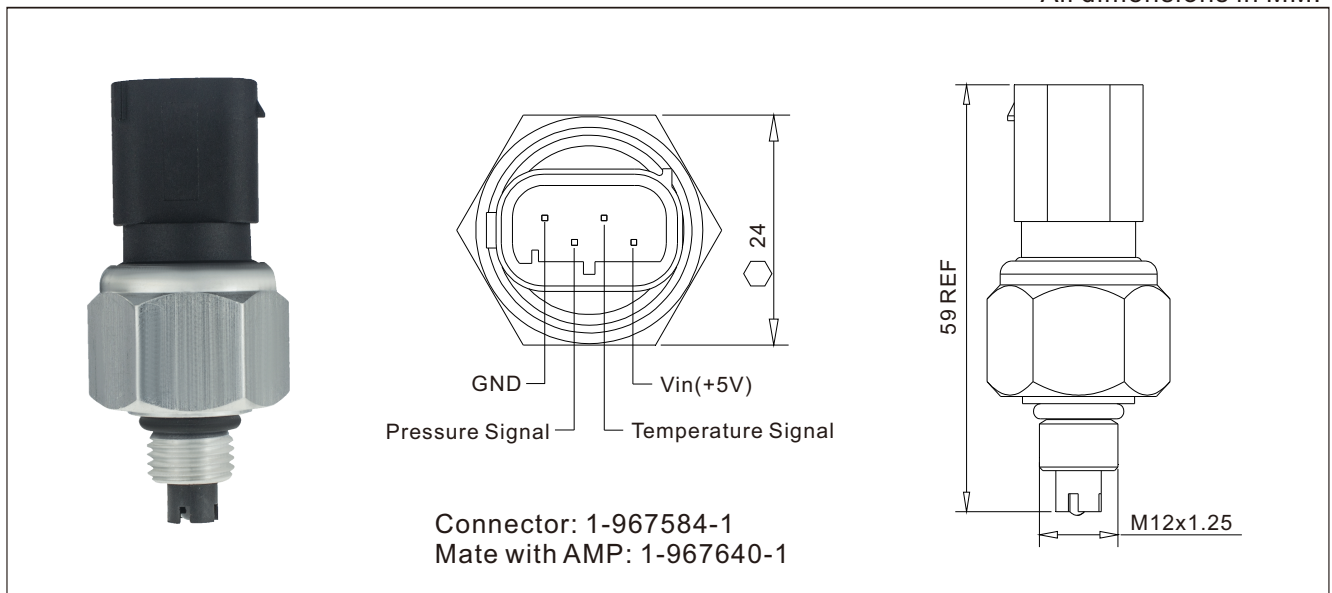 24
59 REF
GND
Vin(+5V)
Pressure Signal
Temperature Signal
M12x1.25
Connector: 1-967584-1
Mate with AMP: 1-967640-1